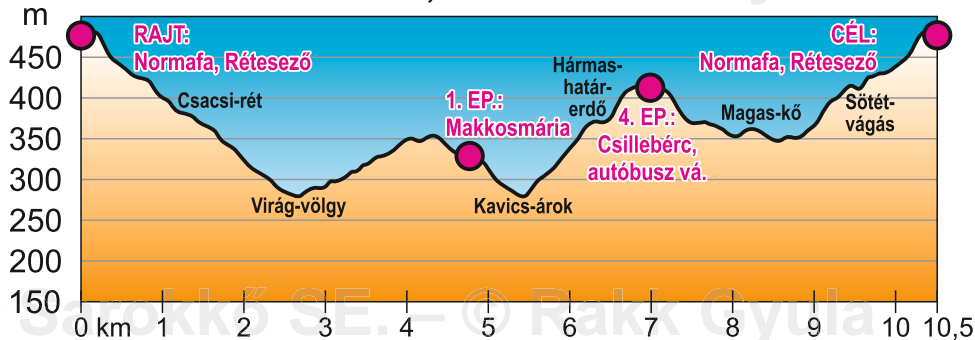 m
450
400
350
300
250
200
150
RAJT:
Normafa, Rétesező
Csacsi-rét
Virág-völgy
1. EP.:
Makkosmária
Kavics-árok
Hármas-
határ-
erdő
4. EP.:
Csillebérc,
autóbusz vá.
Magas-kő
CÉL:
Normafa, Rétesező
Sötét-
vágás
0 km 1 2 3 4 5 6 7 8 9 10 10,5
Sarokkő SE. – © Rakk Gyula